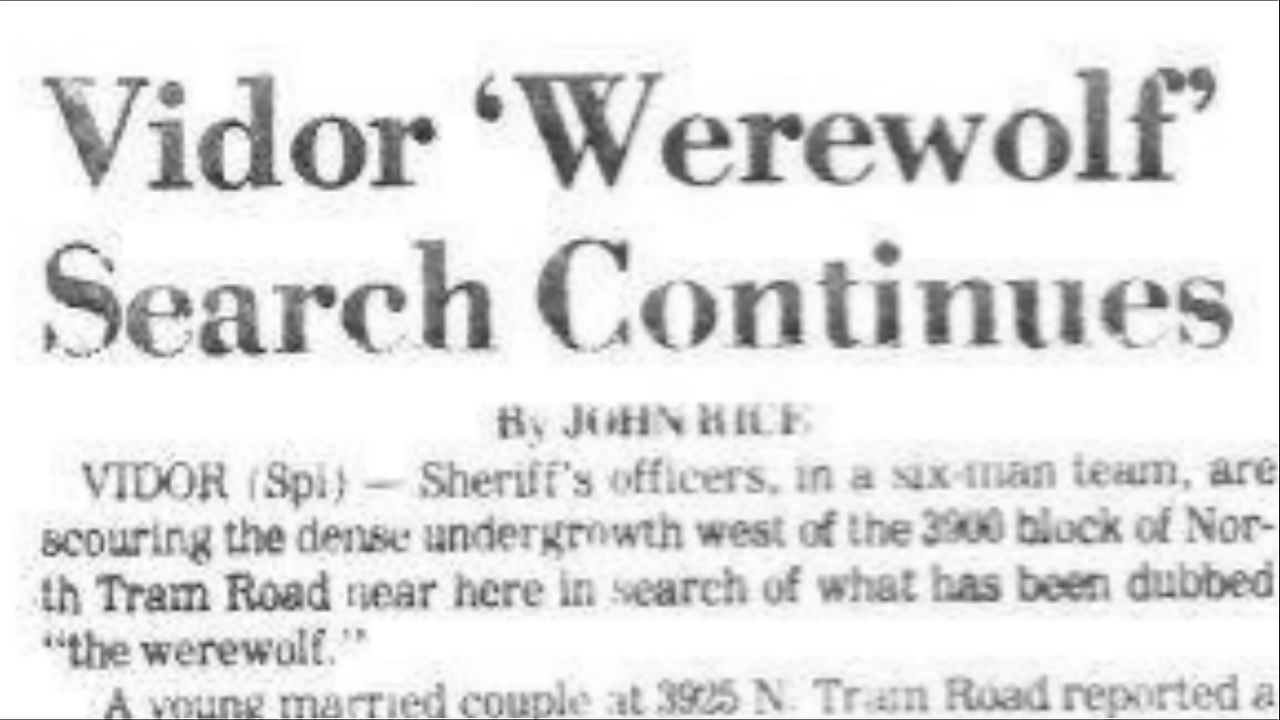 Vidor ‘Werewolf’
Search Continues
By JOHN RICE
VIDOR (Spl) — Sheriff's officers, in a six-man team, are
scouring the dense undergrowth west of the 3900 block of Nor-
th Tram Road near here in search of what has been dubbed
“the werewolf.”
A young married couple at 3925 N. Tram Road reported a